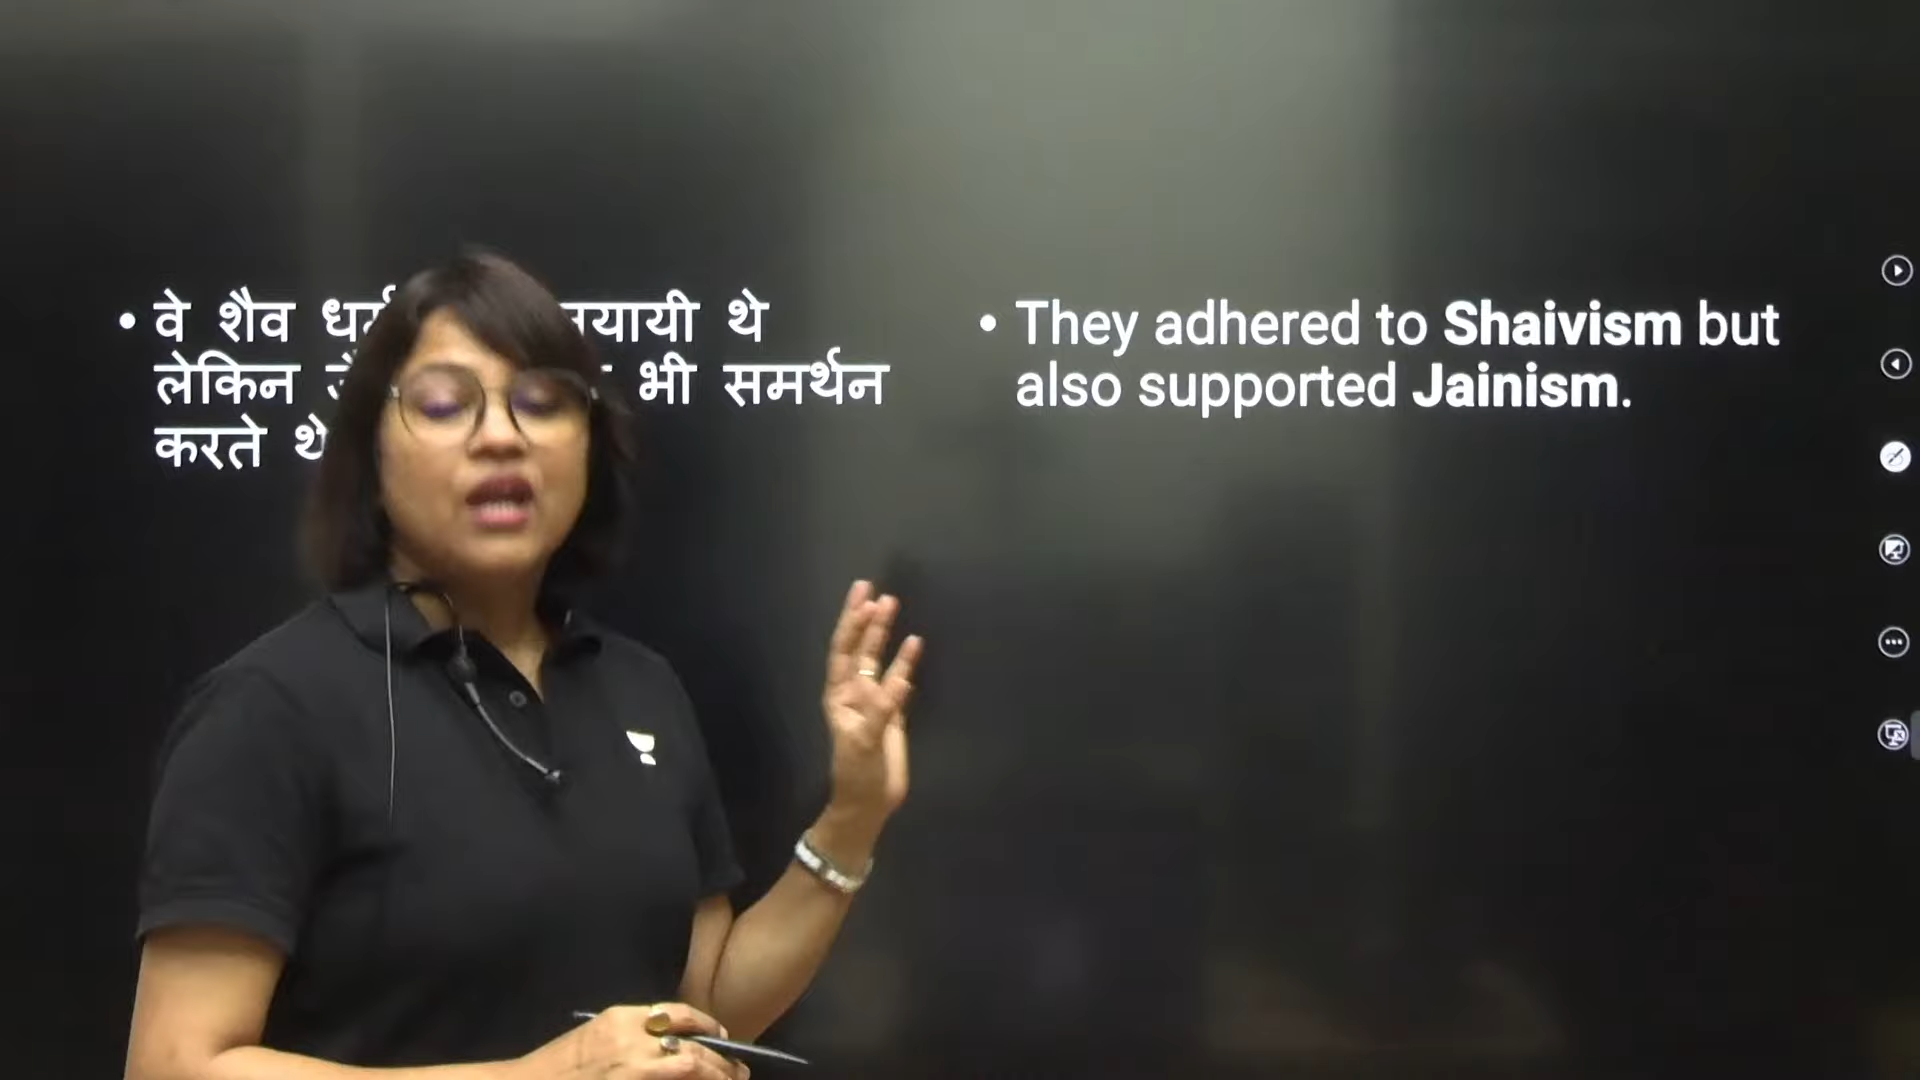 • वे शैव थे
लेकिन भी समर्थन
करते
• They adhered to Shaivism but
also supported Jainism.